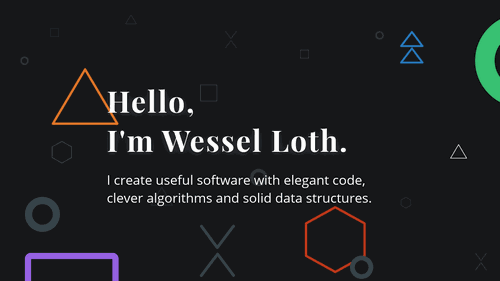 Hello,
I'm Wessel Loth.
I create useful software with elegant code,
clever algorithms and solid data structures.